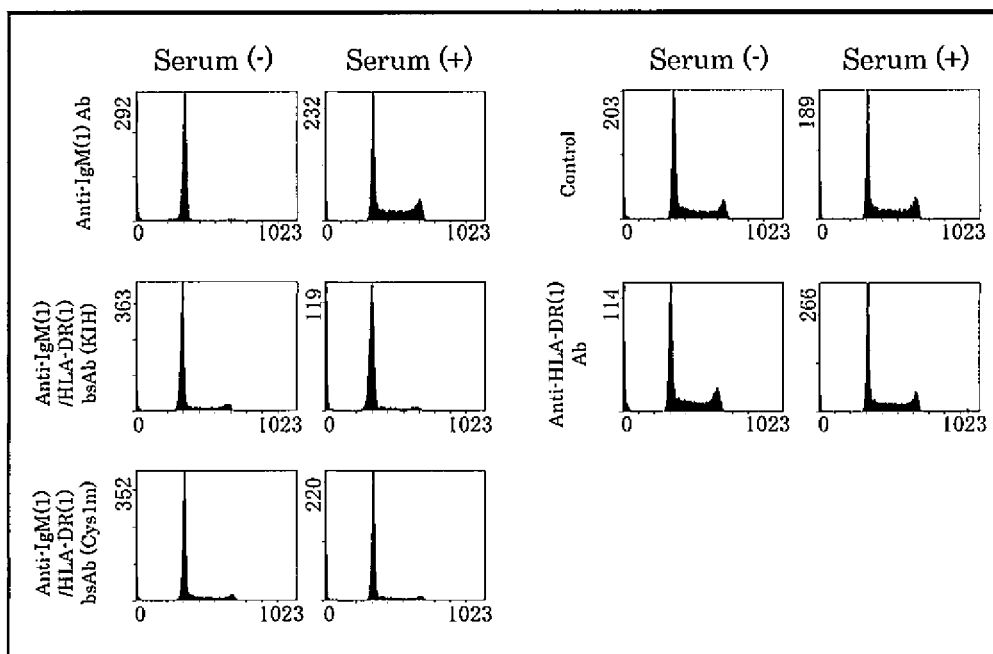 Serum (-)
Serum (+)
Serum (-)
Serum (+)
Anti-IgM(1) Ab
292
0
1023
232
0
1023
Control
203
0
1023
189
0
1023
Anti-IgM(1)
/HLA-DR(1)
bsAb (KIH)
363
0
1023
119
0
1023
Anti-HLA-DR(1)
Ab
114
0
1023
266
0
1023
Anti-IgM(1)
/HLA-DR(1)
bsAb (Cys1m)
352
0
1023
220
0
1023